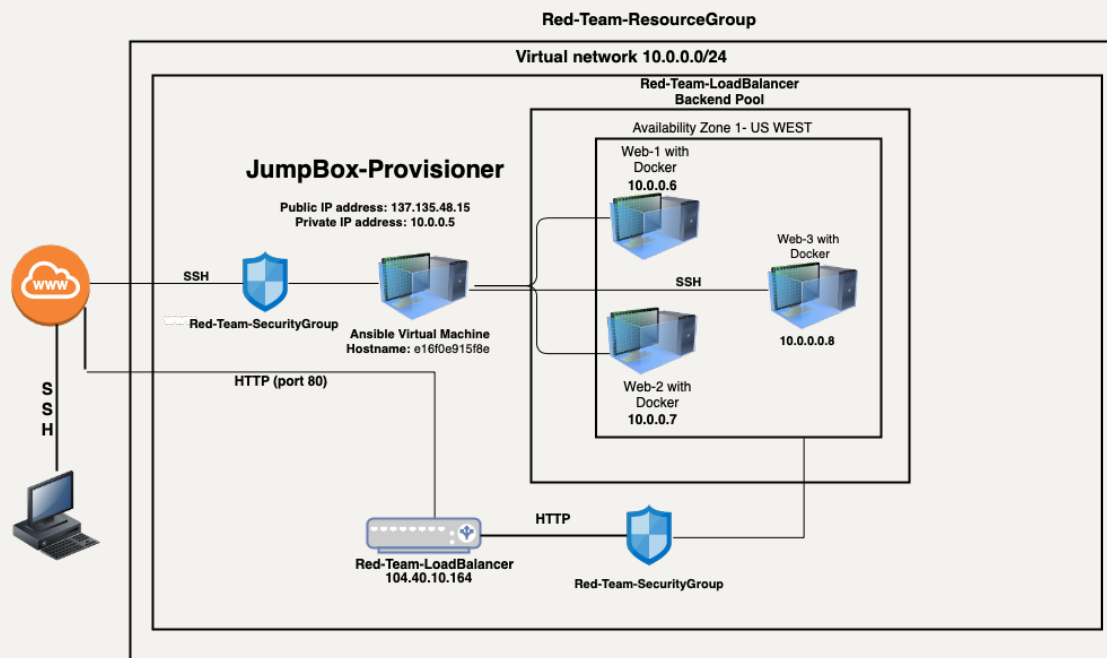 Red-Team-ResourceGroup
Virtual network 10.0.0.0/24
Red-Team-LoadBalancer
Backend Pool
Availability Zone 1- US WEST
Web-1 with
Docker
10.0.0.6
JumpBox-Provisioner
Public IP address: 137.135.48.15
Private IP address: 10.0.0.5
Web-3 with
Docker
10.0.0.0.8
WWW
SSH
Red-Team-SecurityGroup
Ansible Virtual Machine
Hostname: e16f0e915f8e
SSH
HTTP (port 80)
Web-2 with
Docker
10.0.0.7
S
S
H
HTTP
Red-Team-LoadBalancer
104.40.10.164
Red-Team-SecurityGroup